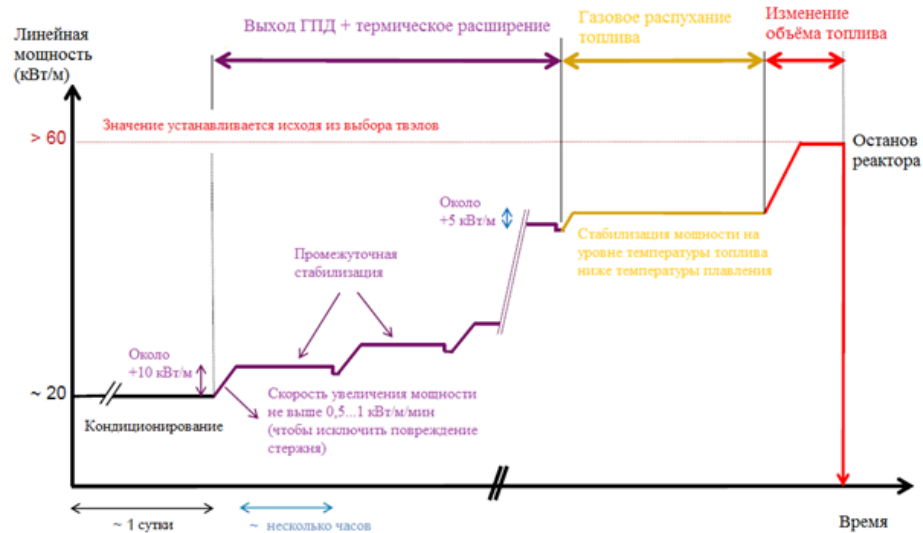 Выход ГПД + термическое расширение
Газовое распухание
топлива
Изменение
объёма топлива
Линейная
мощность
(кВт/м)
Значение устанавливается исходя из выбора твэлов
> 60
Останов
реактора
Около
+5 кВт/м
Стабилизация мощности на
уровне температуры топлива
ниже температуры плавления
Промежуточная
стабилизация
Около
+10 кВт/м
~ 20
Скорость увеличения мощности
не выше 0,5...1 кВт/м/мин
(чтобы исключить повреждение
стержня)
Кондиционирование
~ 1 сутки
~ несколько часов
Время